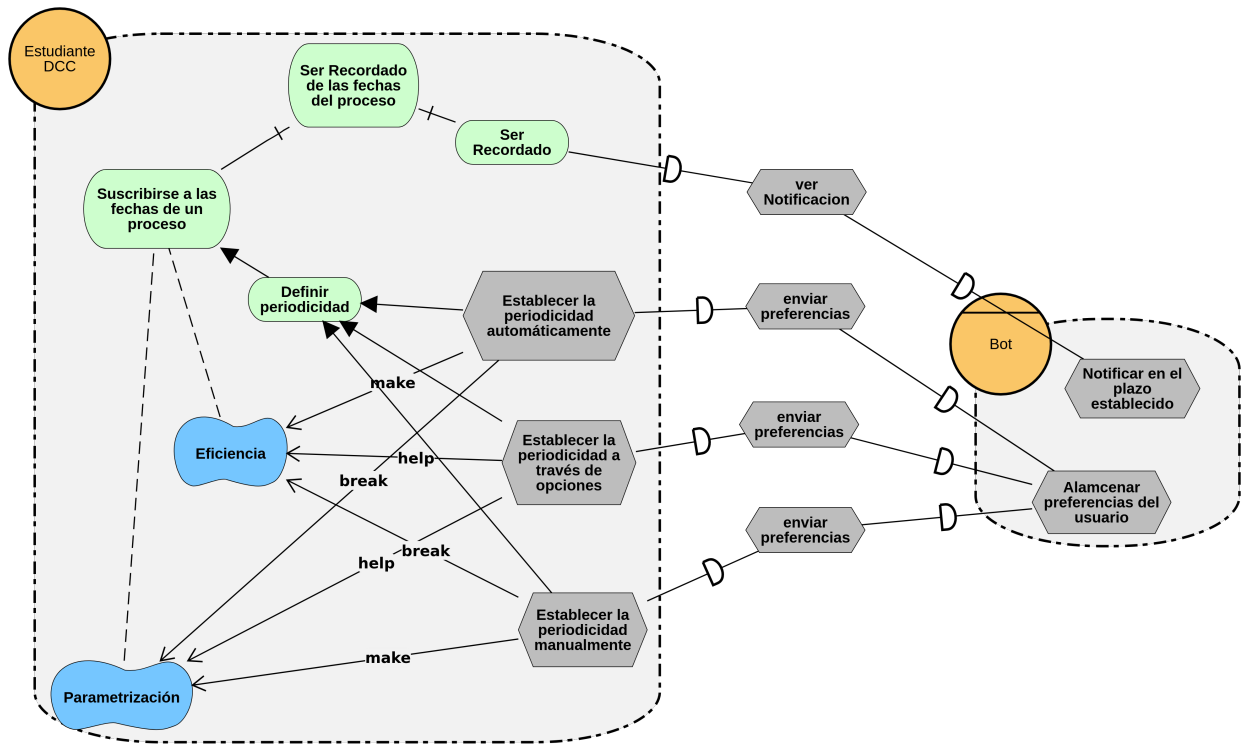 Estudiante
DCC
Ser Recordado
de las fechas
del proceso
Ser
Recordado
Suscribirse a las
fechas de un
proceso
ver
Notificacion
Definir
periodicidad
Establecer la
periodicidad
automáticamente
enviar
preferencias
Bot
Notificar en el
plazo
establecido
make
Eficiencia
help
break
Establecer la
periodicidad a
través de
opciones
enviar
preferencias
Alamcenar
preferencias del
usuario
enviar
preferencias
break
help
Establecer la
periodicidad
manualmente
make
Parametrización